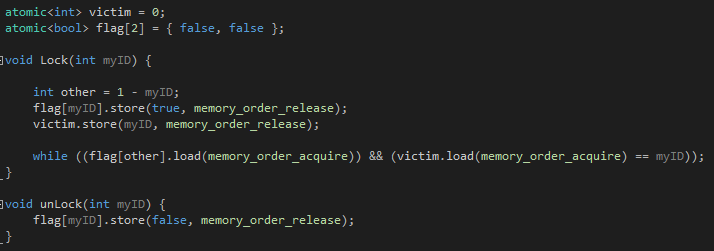 atomic<int> victim = 0;
atomic<bool> flag[2] = { false, false };
void Lock(int myID) {
int other = 1 - myID;
flag[myID].store(true, memory_order_release);
victim.store(myID, memory_order_release);
while ((flag[other].load(memory_order_acquire)) && (victim.load(memory_order_acquire) == myID));
}
void unLock(int myID) {
flag[myID].store(false, memory_order_release);
}